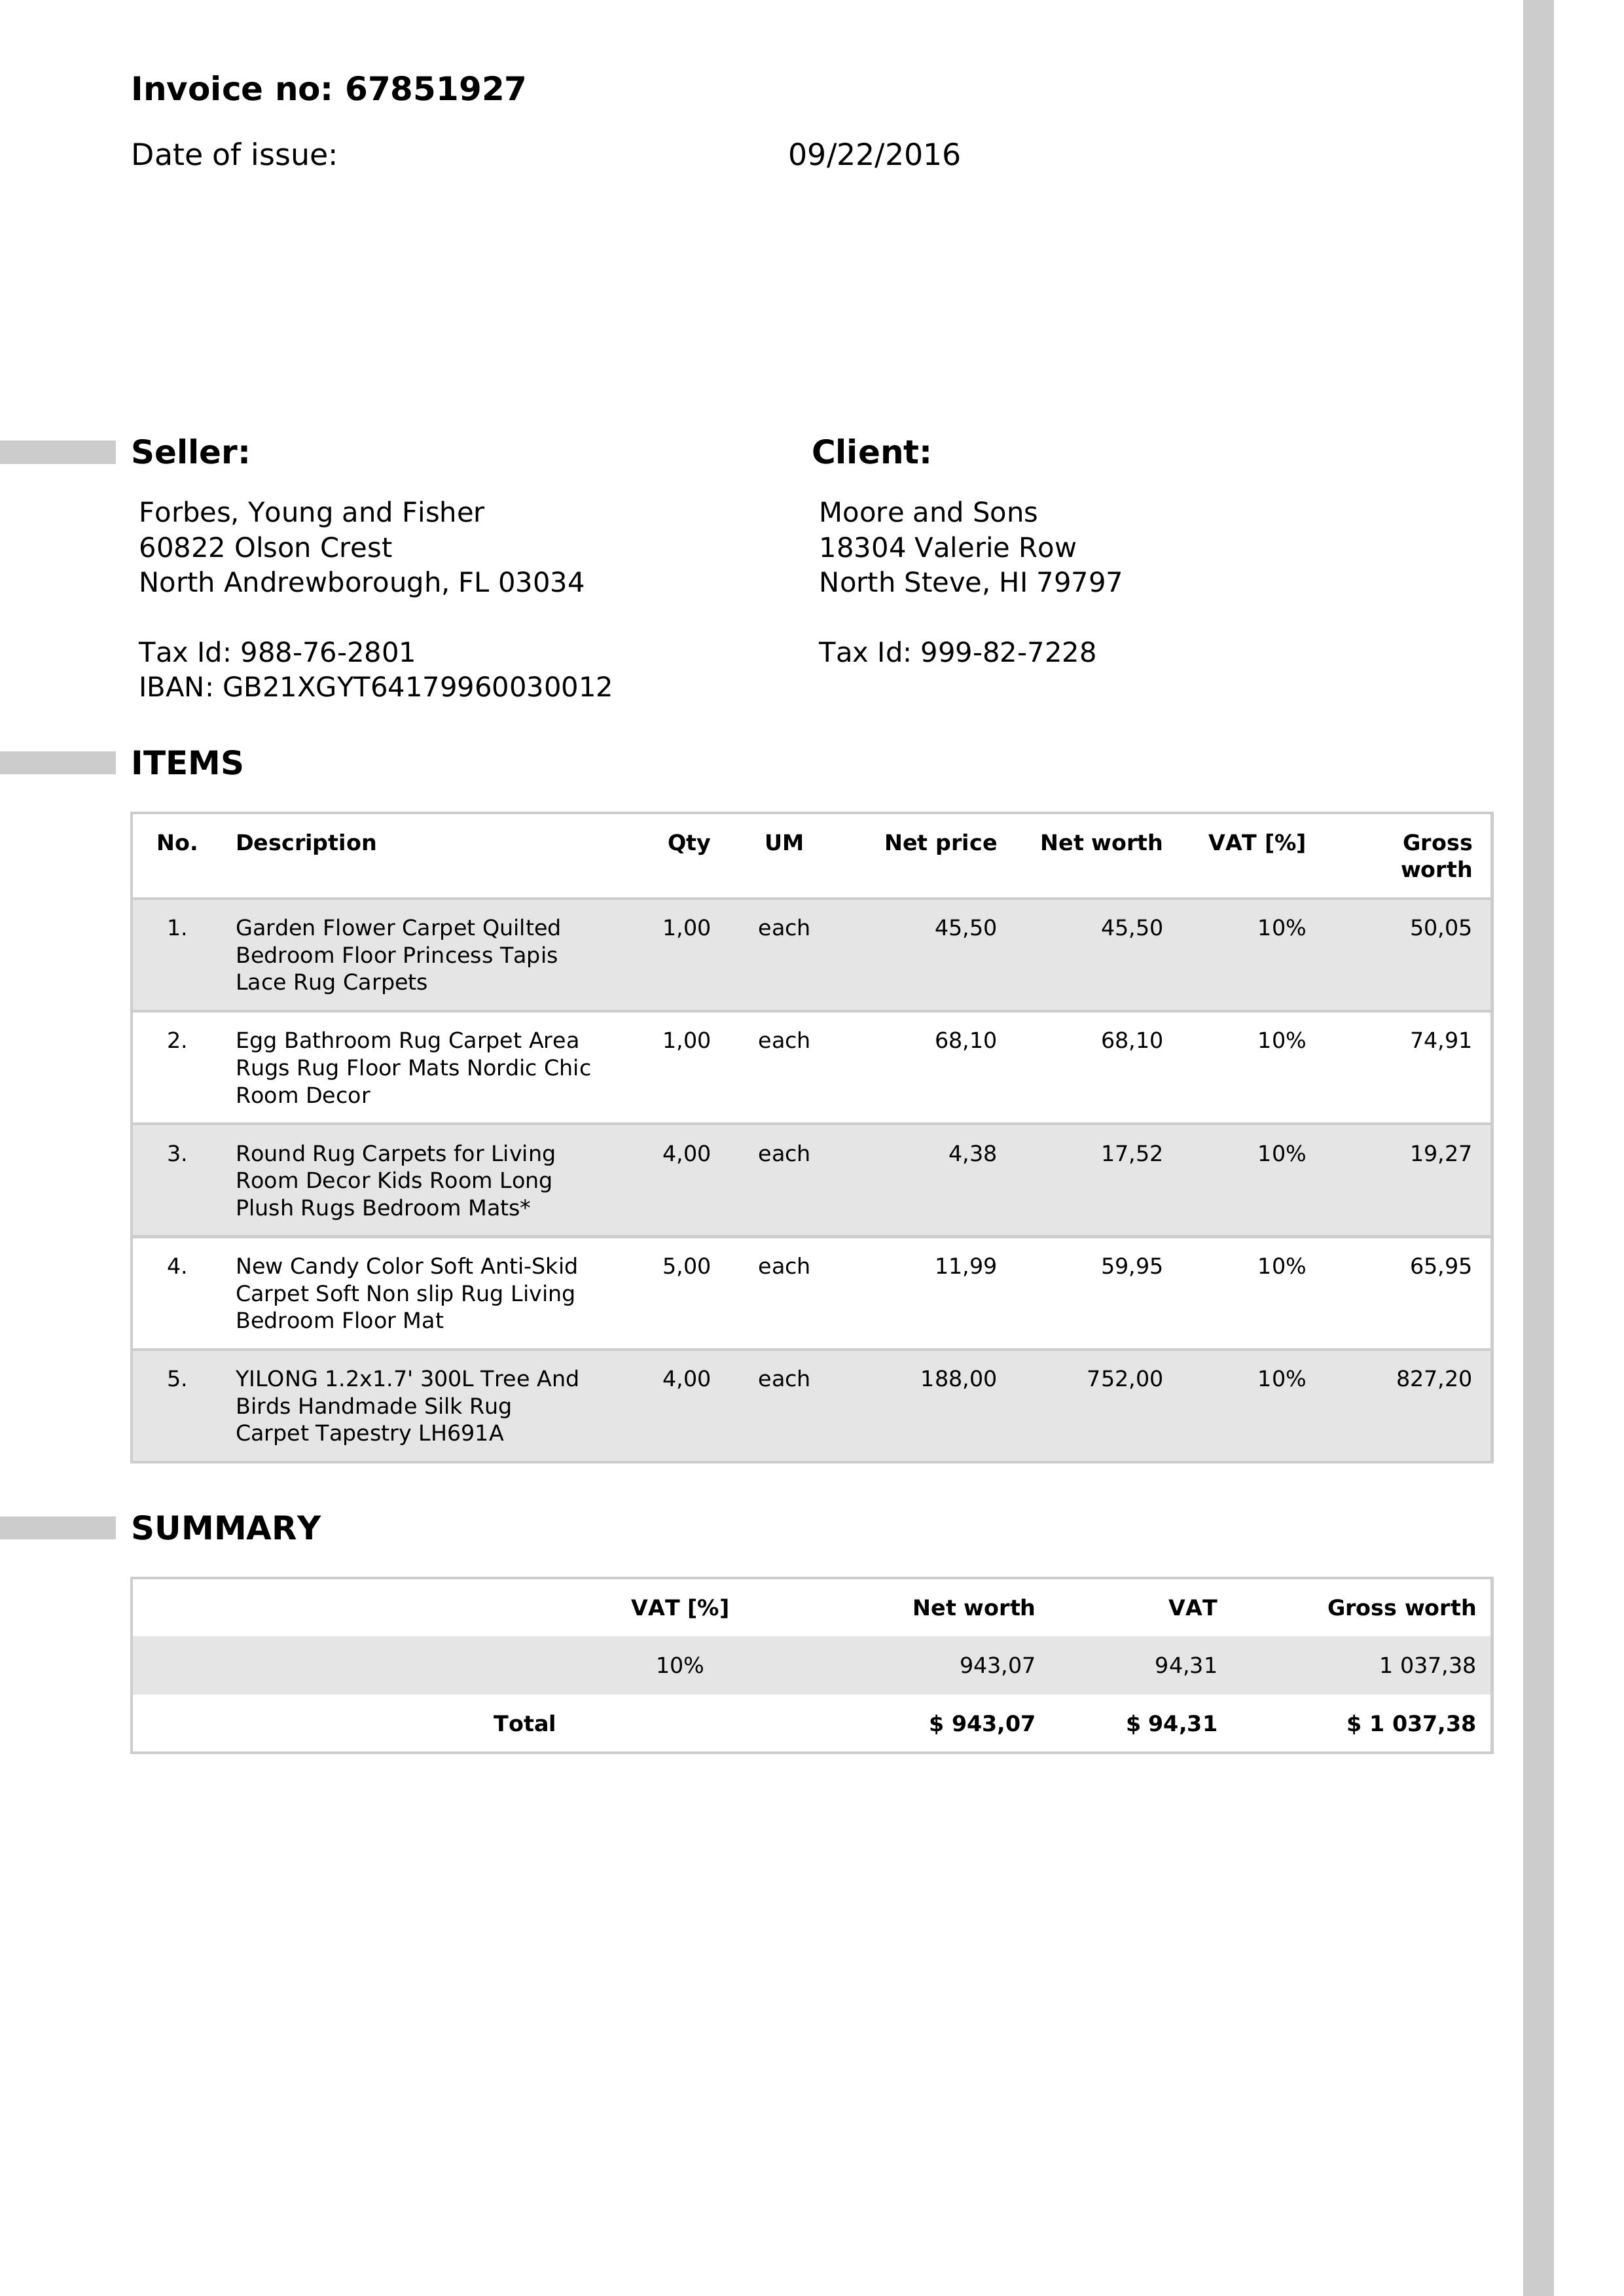 Invoice no: 67851927
Date of issue: 09/22/2016
Seller: Client:
Forbes, Young and Fisher Moore and Sons
60822 Olson Crest 18304 Valerie Row
North Andrewborough, FL 03034 North Steve, HI 79797
Tax Id: 988-76-2801 Tax Id: 999-82-7228
IBAN: GB21XGYT64179960030012
ITEMS
No. Description Qty UM Net price Net worth VAT [%] Gross
worth
1. Garden Flower Carpet Quilted 1,00 each 45,50 45,50 10% 50,05
Bedroom Floor Princess Tapis
Lace Rug Carpets
2. Egg Bathroom Rug Carpet Area 1,00 each 68,10 68,10 10% 74,91
Rugs Rug Floor Mats Nordic Chic
Room Decor
3. Round Rug Carpets for Living 4,00 each 4,38 17,52 10% 19,27
Room Decor Kids Room Long
Plush Rugs Bedroom Mats*
4. New Candy Color Soft Anti-Skid 5,00 each 11,99 59,95 10% 65,95
Carpet Soft Non slip Rug Living
Bedroom Floor Mat
5. YILONG 1.2x1.7' 300L Tree And 4,00 each 188,00 752,00 10% 827,20
Birds Handmade Silk Rug
Carpet Tapestry LH691A
SUMMARY
VAT [%] Net worth VAT Gross worth
10% 943,07 94,31 1 037,38
Total $ 943,07 $ 94,31 $ 1 037,38